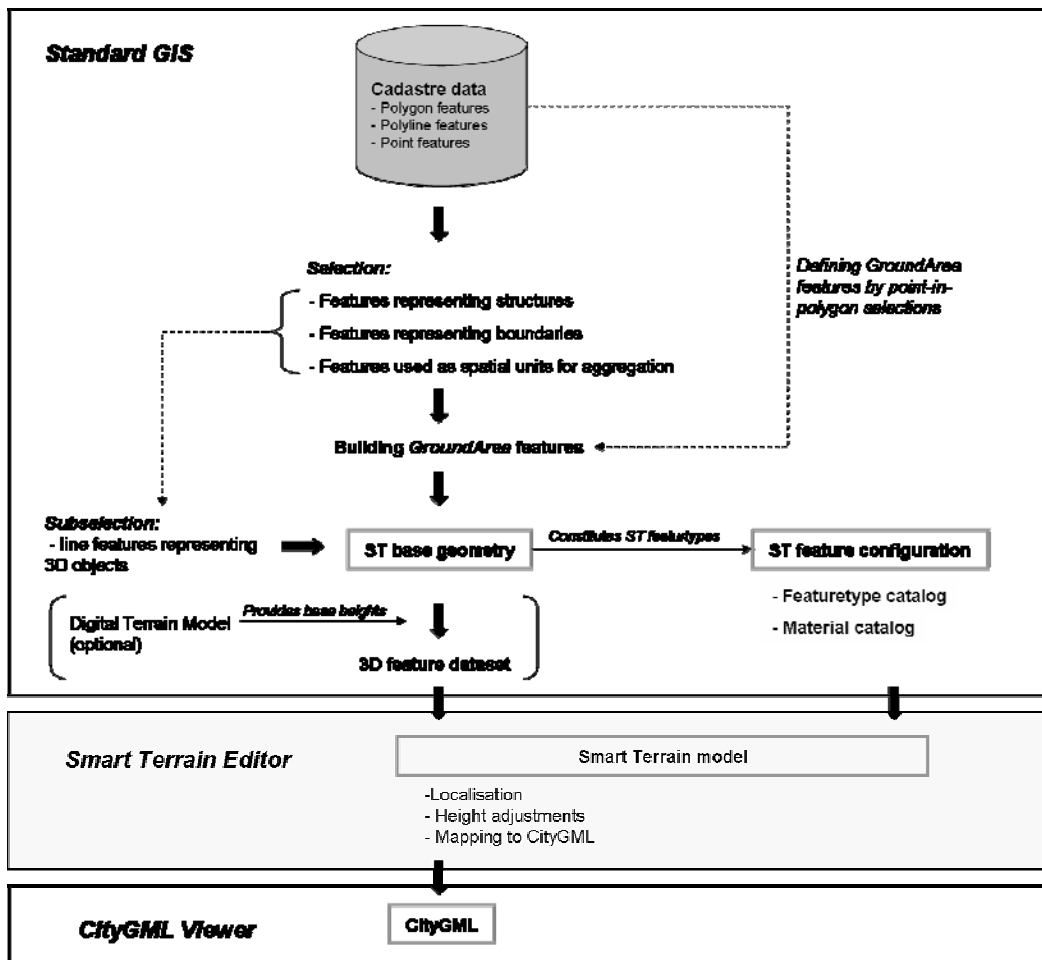 Standard GIS
Cadastre data
- Polygon features
- Polyline features
- Point features
Selection:
- Features representing structures
- Features representing boundaries
- Features used as spatial units for aggregation
Defining GroundArea
features by point-in-
polygon selections
Building GroundArea features
Subselection:
- line features representing
3D objects
ST base geometry
Constitutes ST featurtypes
ST feature configuration
- Featuretype catalog
- Material catalog
Digital Terrain Model
(optional)
Provides base heights
3D feature dataset
Smart Terrain Editor
Smart Terrain model
-Localisation
- Height adjustments
- Mapping to CityGML
CityGML Viewer
CityGML